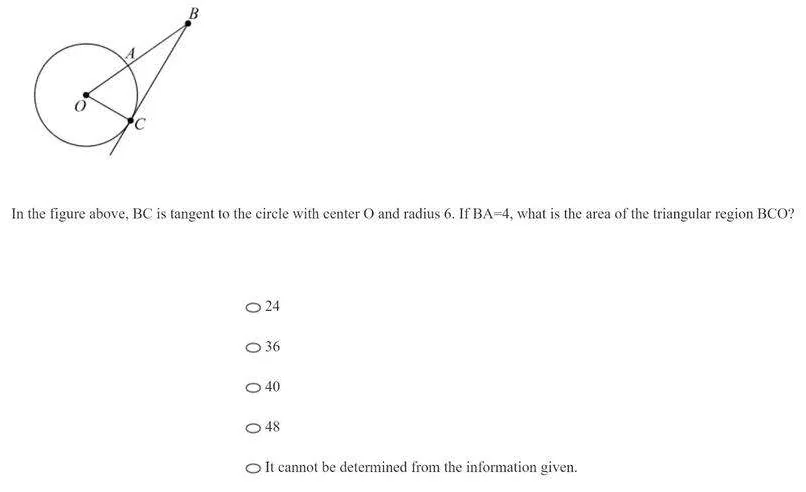 B
A
O
C
In the figure above, BC is tangent to the circle with center O and radius 6. If BA=4, what is the area of the triangular region BCO?
24
36
40
48
It cannot be determined from the information given.